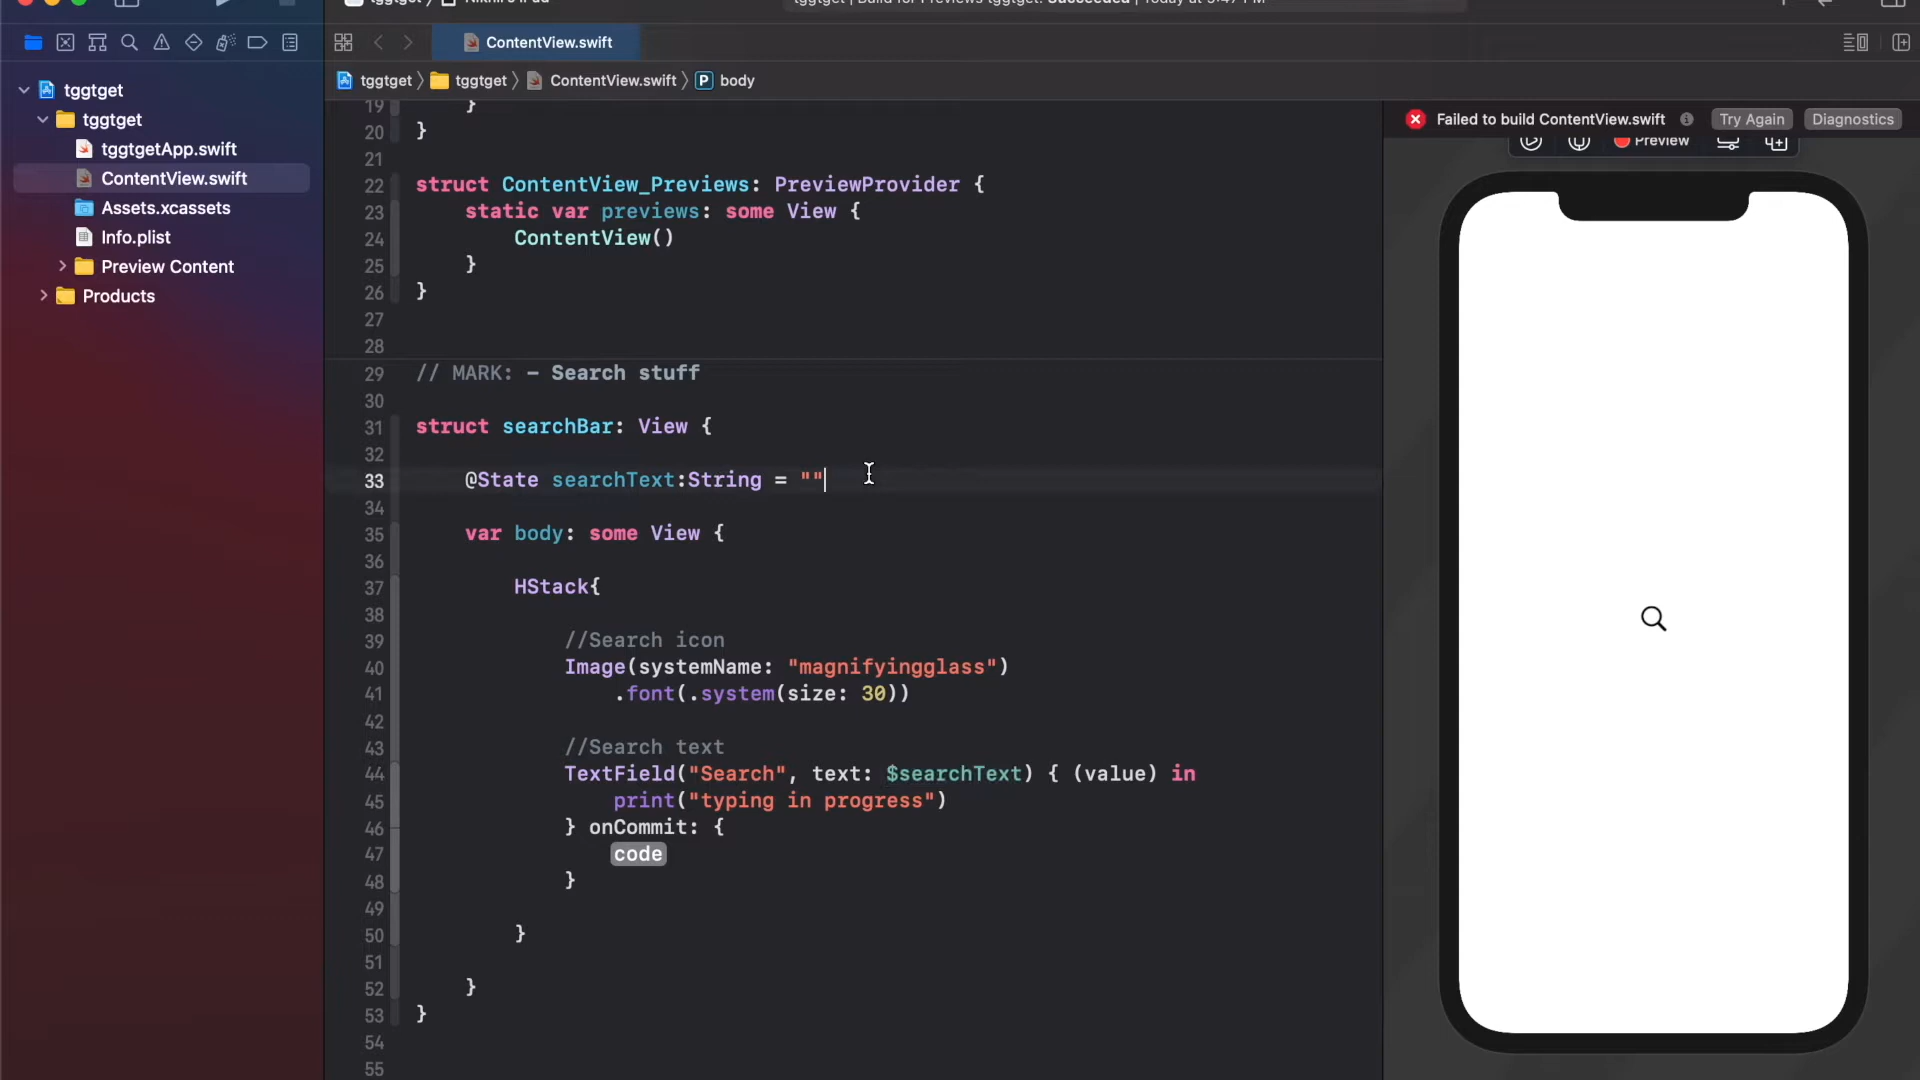 ContentView.swift
tggtget tggtget ContentView.swift P body
tggtget
tggtget
tggtgetApp.swift
ContentView.swift
Assets.xcassets
Info.plist
Preview Content
Products
Failed to build ContentView.swift Try Again Diagnostics
Preview
19 }
20 }
21
22 struct ContentView_Previews: PreviewProvider {
23 static var previews: some View {
24 ContentView()
25 }
26 }
27
28
29 // MARK: - Search stuff
30
31 struct searchBar: View {
32
33 @State searchText:String = ""
34
35 var body: some View {
36
37 HStack{
38
39 //Search icon
40 Image(systemName: "magnifyingglass")
41 .font(.system(size: 30))
42
43 //Search text
44 TextField("Search", text: $searchText) { (value) in
45 print("typing in progress")
46 } onCommit: {
47 code
48 }
49
50 }
51
52 }
53 }
54
55